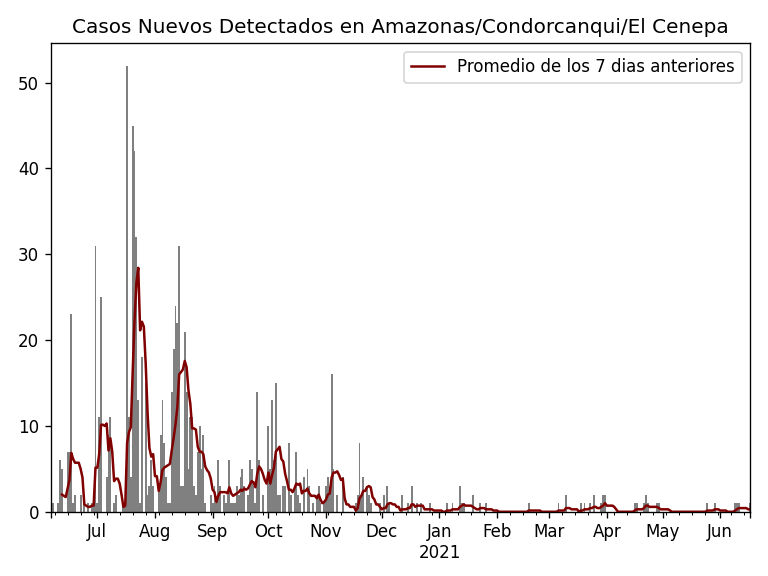 Casos Nuevos Detectados en Amazonas/Condorcanqui/El Cenepa
Promedio de los 7 dias anteriores
50
40
30
20
10
0
Jul Aug Sep Oct Nov Dec Jan Feb Mar Apr May Jun
2021